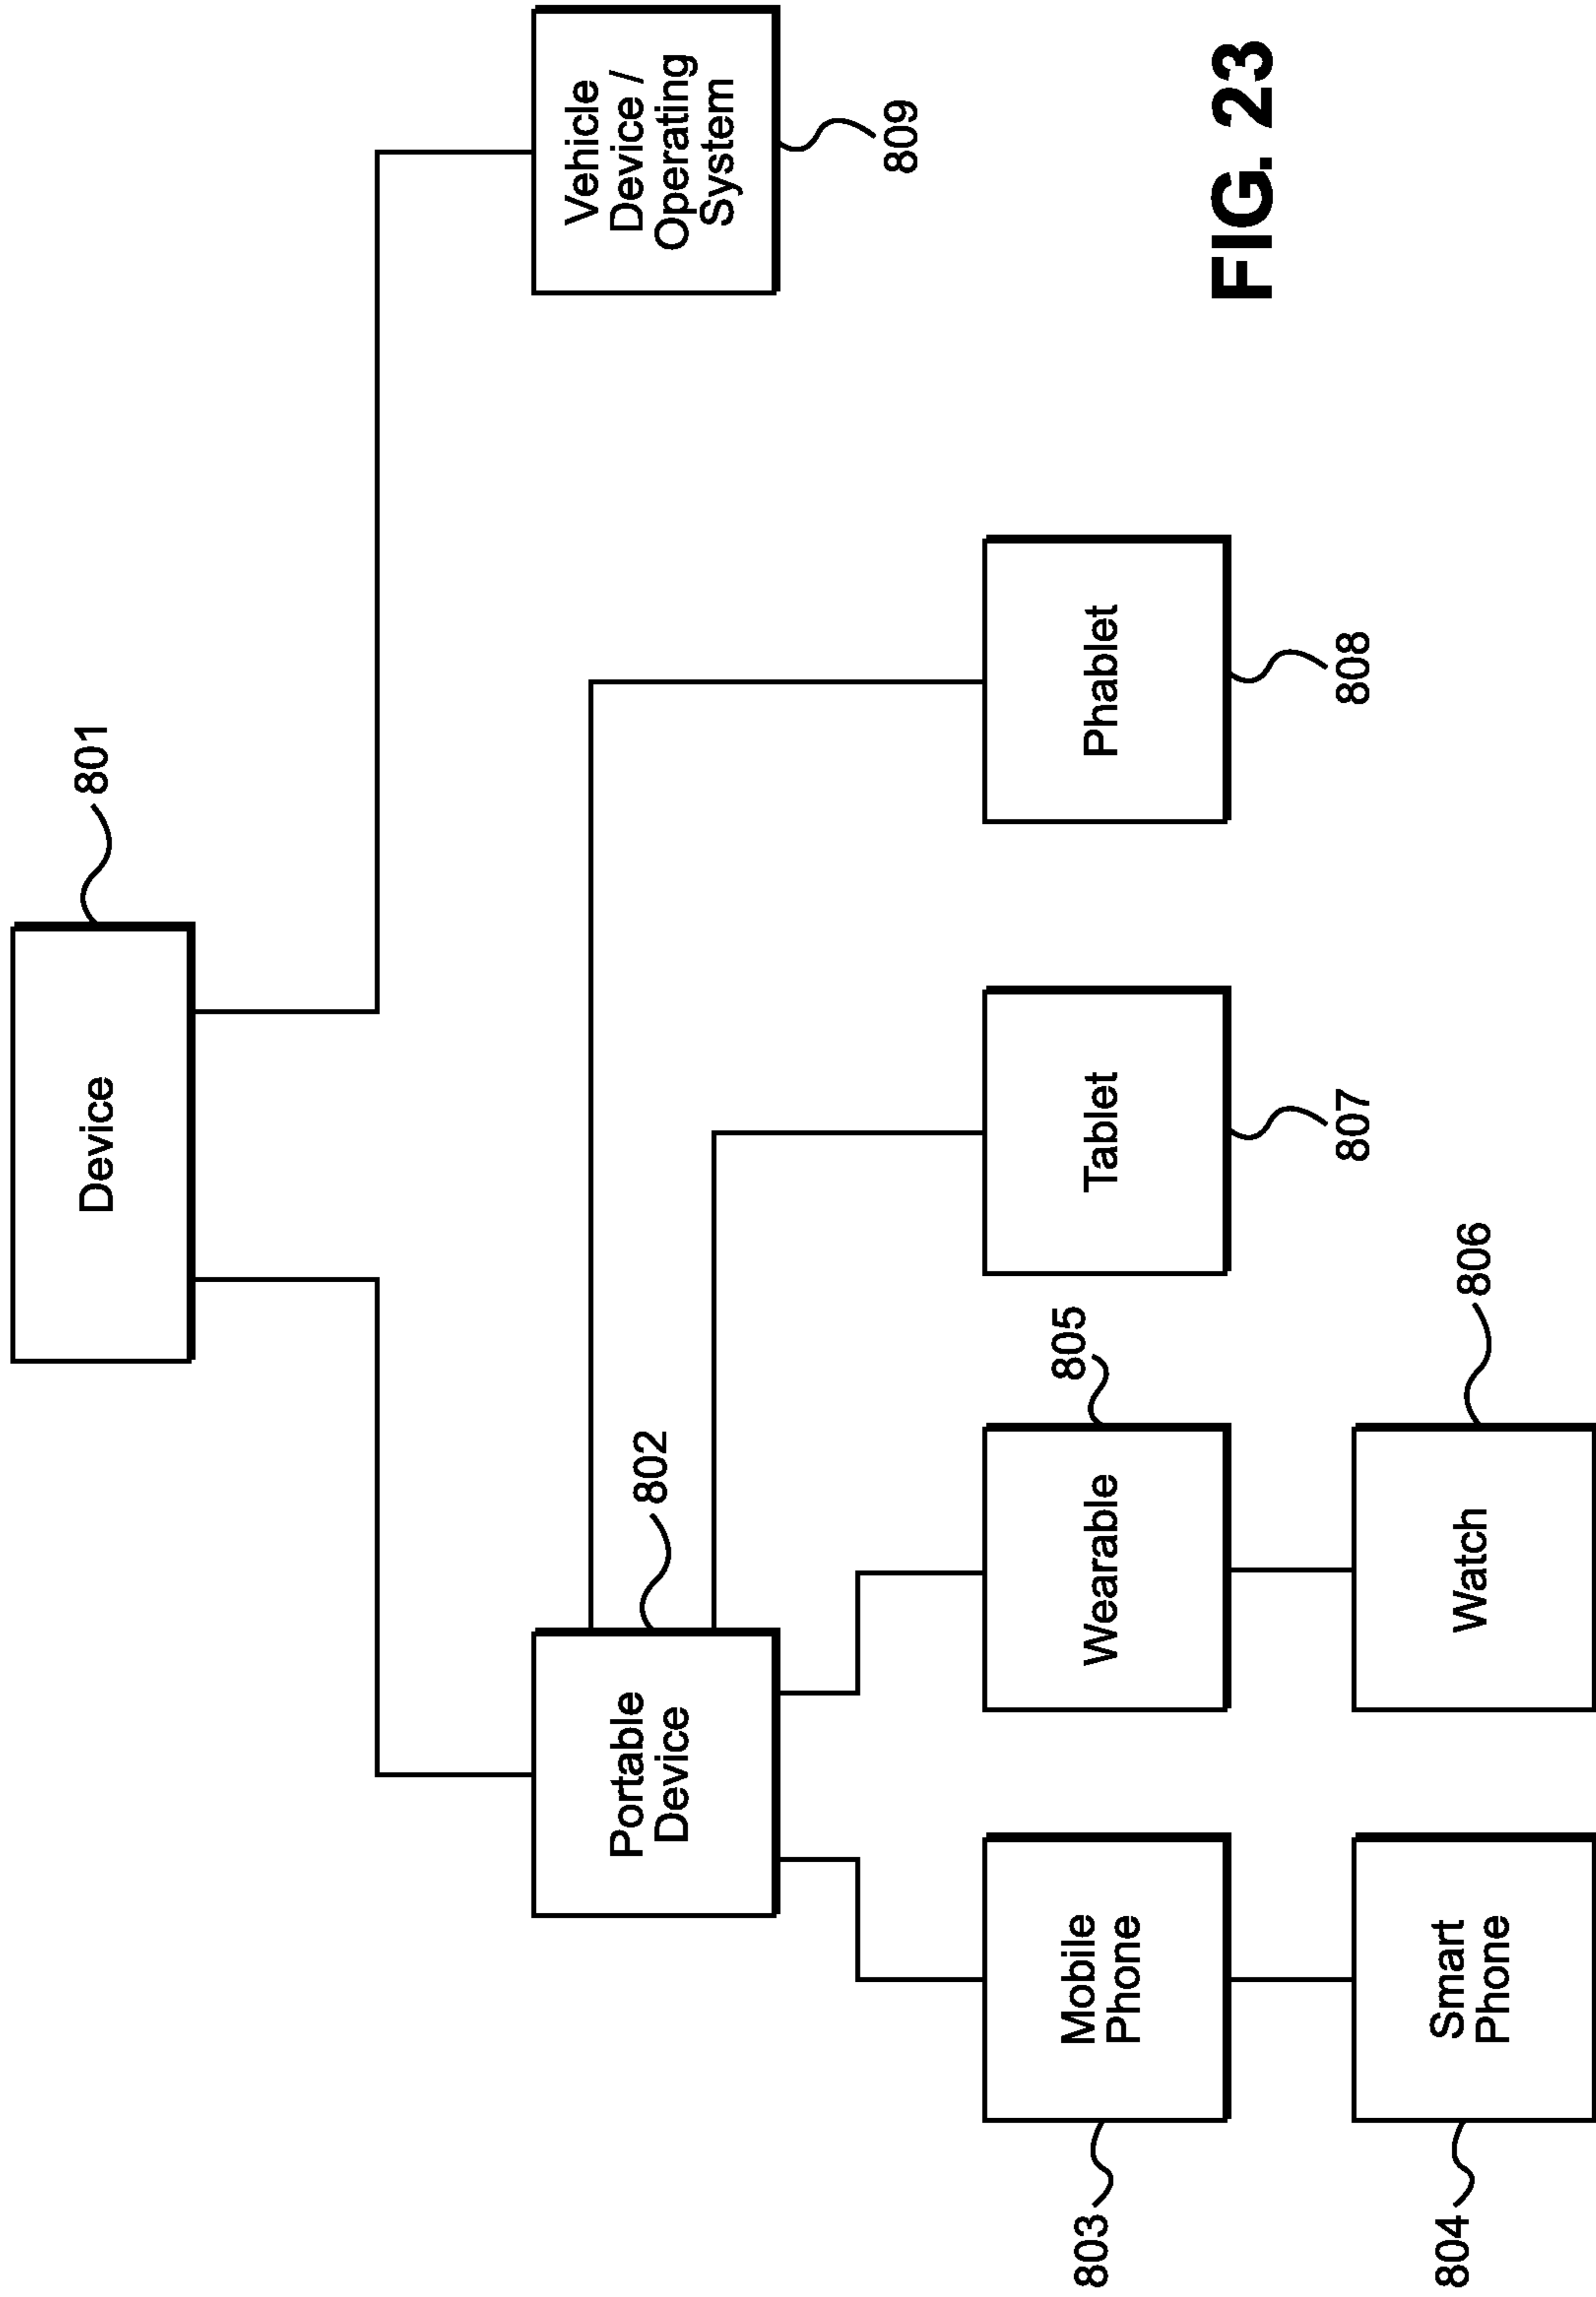 Device
801
Portable
Device
802
Vehicle
Device /
Operating
System
809
Mobile
Phone
803
Wearable
805
Tablet
807
Phablet
808
Smart
Phone
804
Watch
806
FIG. 23